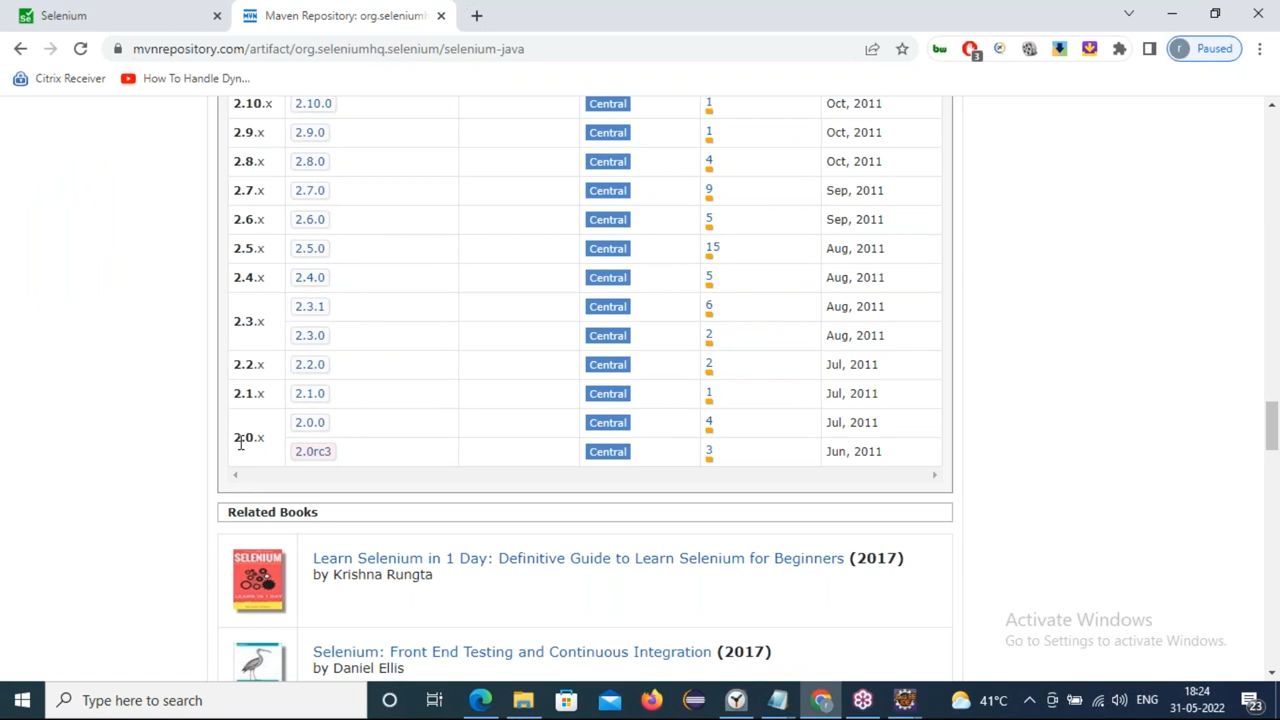 Selenium
Maven Repository: org.seleniumh
mvnrepository.com/artifact/org.seleniumhq.selenium/selenium-java
bw
3
r
Paused
Citrix Receiver
How To Handle Dyn...
2.10.x 2.10.0 Central 1 Oct, 2011
2.9.x 2.9.0 Central 1 Oct, 2011
2.8.x 2.8.0 Central 4 Oct, 2011
2.7.x 2.7.0 Central 9 Sep, 2011
2.6.x 2.6.0 Central 5 Sep, 2011
2.5.x 2.5.0 Central 15 Aug, 2011
2.4.x 2.4.0 Central 5 Aug, 2011
2.3.x 2.3.1 Central 6 Aug, 2011
2.3.0 Central 2 Aug, 2011
2.2.x 2.2.0 Central 2 Jul, 2011
2.1.x 2.1.0 Central 1 Jul, 2011
2.0.x 2.0.0 Central 4 Jul, 2011
2.0rc3 Central 3 Jun, 2011
Related Books
SELENIUM
LEARN IN 1 DAY
Learn Selenium in 1 Day: Definitive Guide to Learn Selenium for Beginners (2017)
by Krishna Rungta
Selenium: Front End Testing and Continuous Integration (2017)
by Daniel Ellis
Activate Windows
Go to Settings to activate Windows.
Type here to search
41°C
ENG
18:24
31-05-2022
23